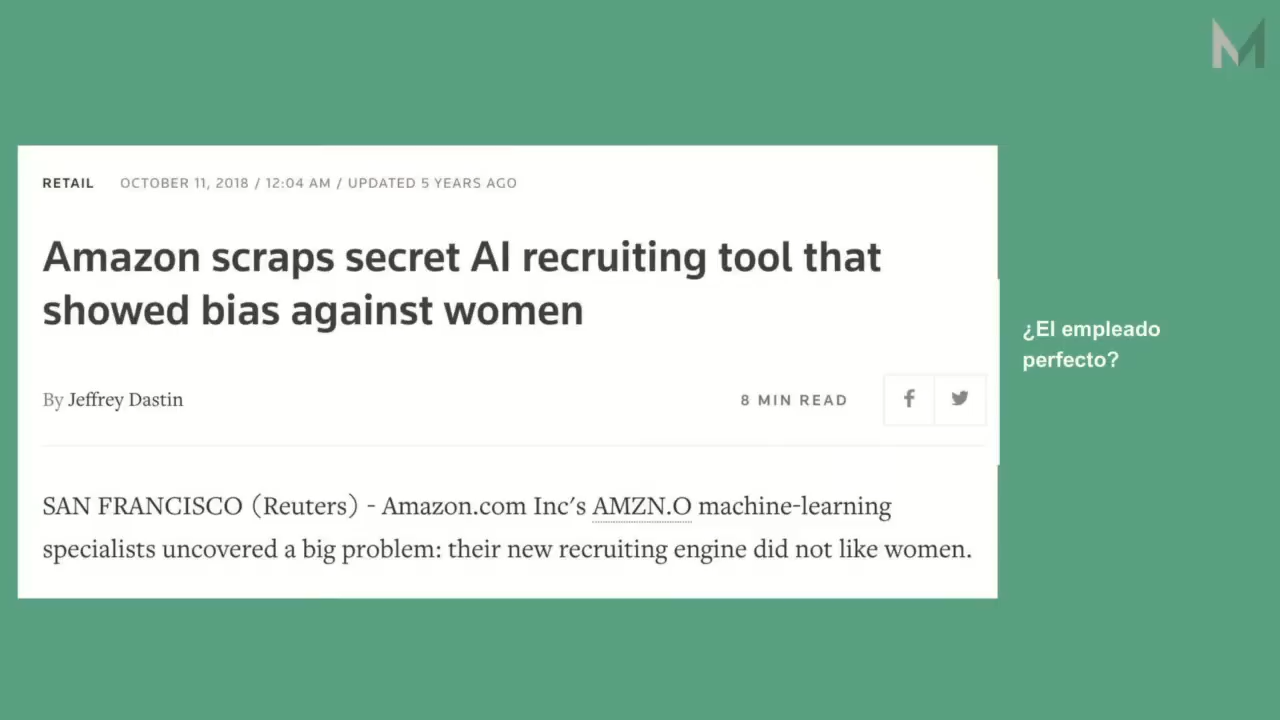 M
RETAIL OCTOBER 11, 2018 / 12:04 AM / UPDATED 5 YEARS AGO
Amazon scraps secret AI recruiting tool that
showed bias against women
By Jeffrey Dastin 8 MIN READ
SAN FRANCISCO (Reuters) - Amazon.com Inc’s AMZN.O machine-learning
specialists uncovered a big problem: their new recruiting engine did not like women.
¿El empleado
perfecto?